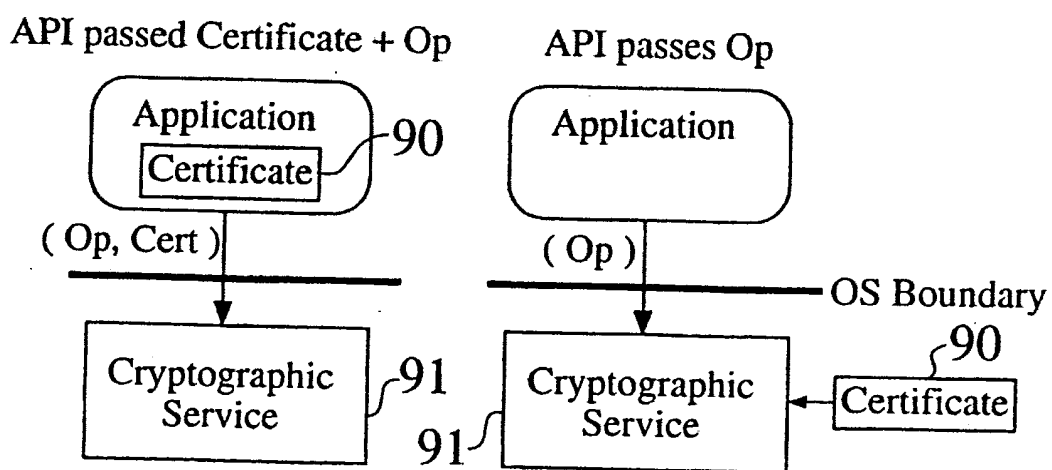 API passed Certificate + Op
Application
Certificate
90
( Op, Cert )
Cryptographic
Service
91
API passes Op
Application
( Op )
OS Boundary
Cryptographic
Service
91
90
Certificate